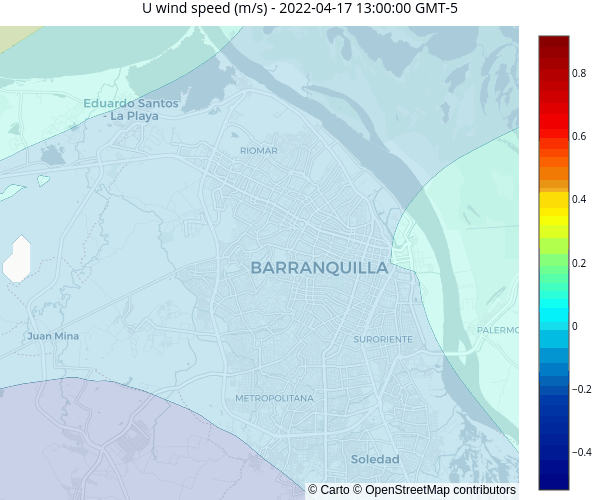 U wind speed (m/s) - 2022-04-17 13:00:00 GMT-5
Eduardo Santos
- La Playa
RIOMAR
BARRANQUILLA
Juan Mina
SURORIENTE
PALERMO
METROPOLITANA
Soledad
© Carto © OpenStreetMap contributors
0.8
0.6
0.4
0.2
0
−0.2
−0.4